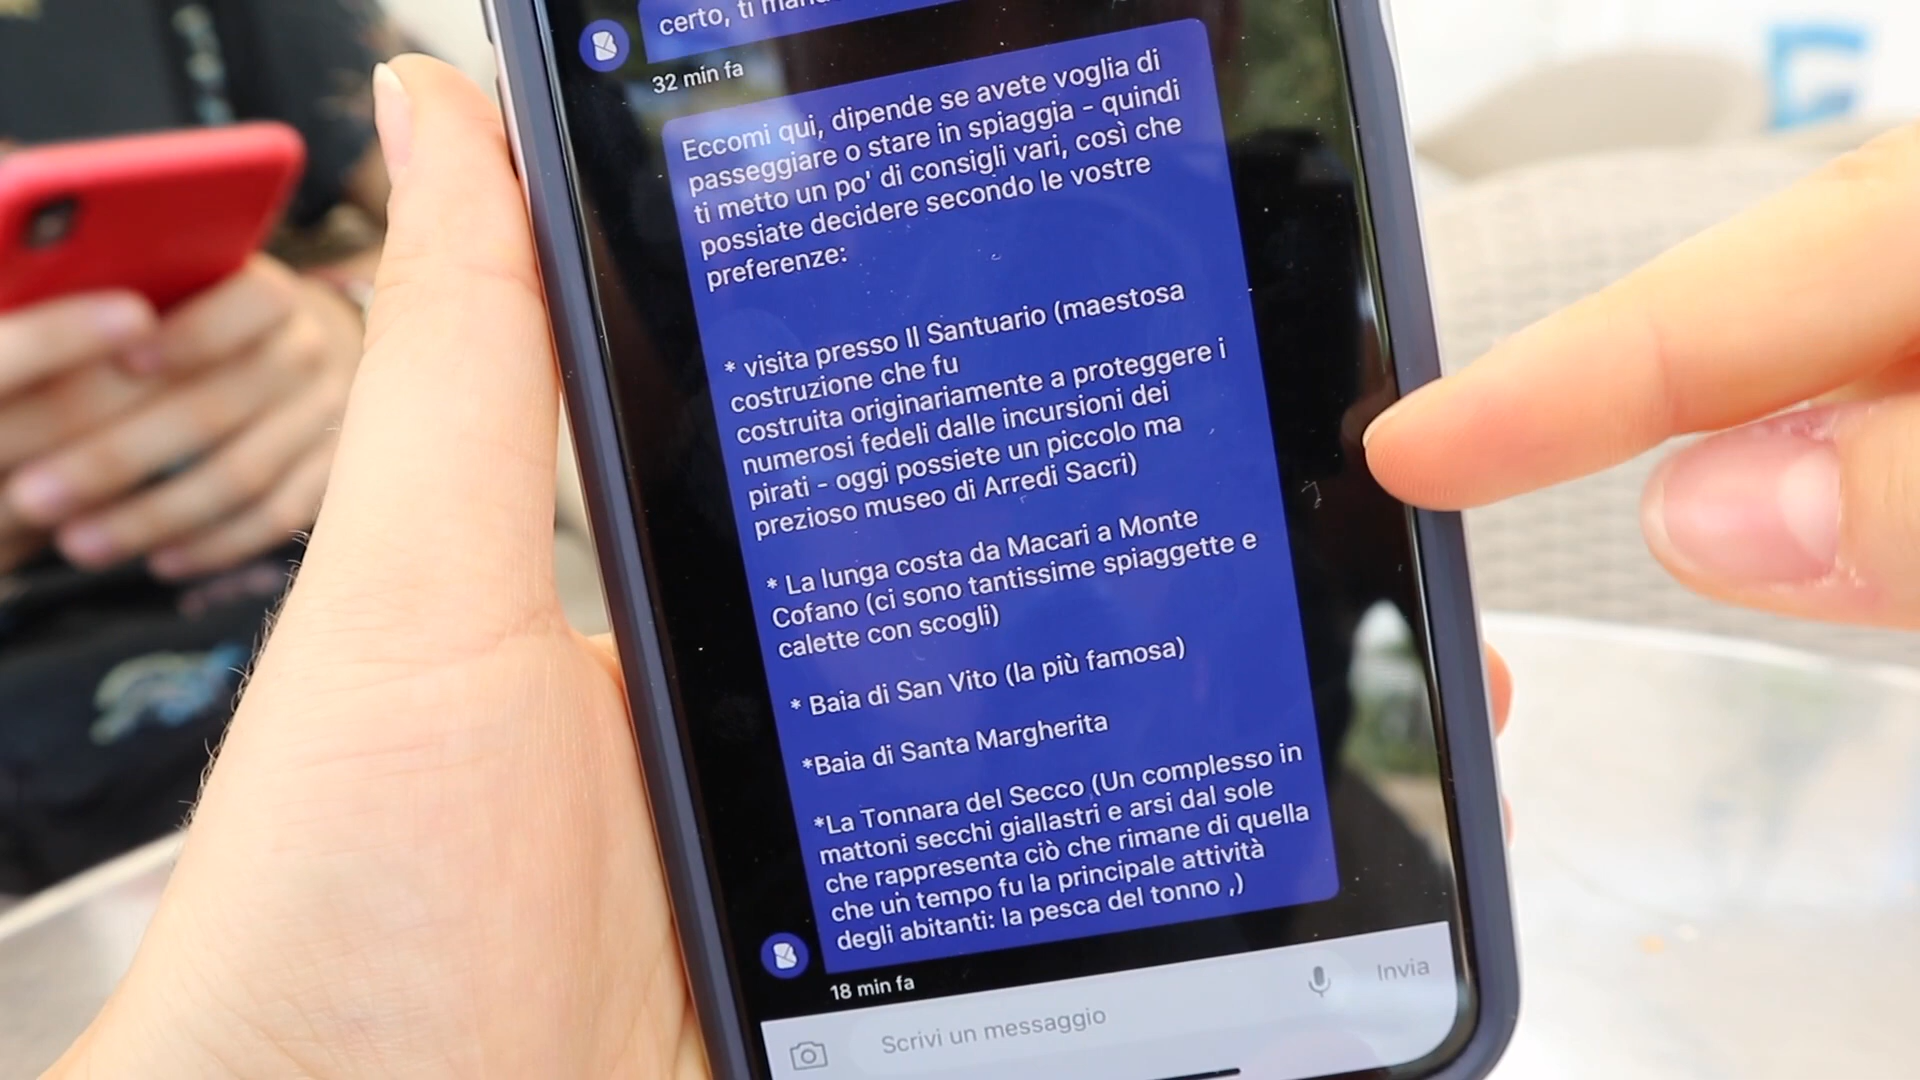 certo, ti
32 min fa
Eccomi qui, dipende se avete voglia di
passeggiare o stare in spiaggia - quindi
ti metto un po' di consigli vari, così che
possiate decidere secondo le vostre
preferenze:
* visita presso Il Santuario (maestosa
costruzione che fu
costruita originariamente a proteggere i
numerosi fedeli dalle incursioni dei
pirati - oggi possiete un piccolo ma
prezioso museo di Arredi Sacri)
* La lunga costa da Macari a Monte
Cofano (ci sono tantissime spiaggette e
calette con scogli)
* Baia di San Vito (la più famosa)
*Baia di Santa Margherita
*La Tonnara del Secco (Un complesso in
mattoni secchi giallastri e arsi dal sole
che rappresenta ciò che rimane di quella
che un tempo fu la principale attività
degli abitanti: la pesca del tonno ,)
18 min fa
Scrivi un messaggio
Invia